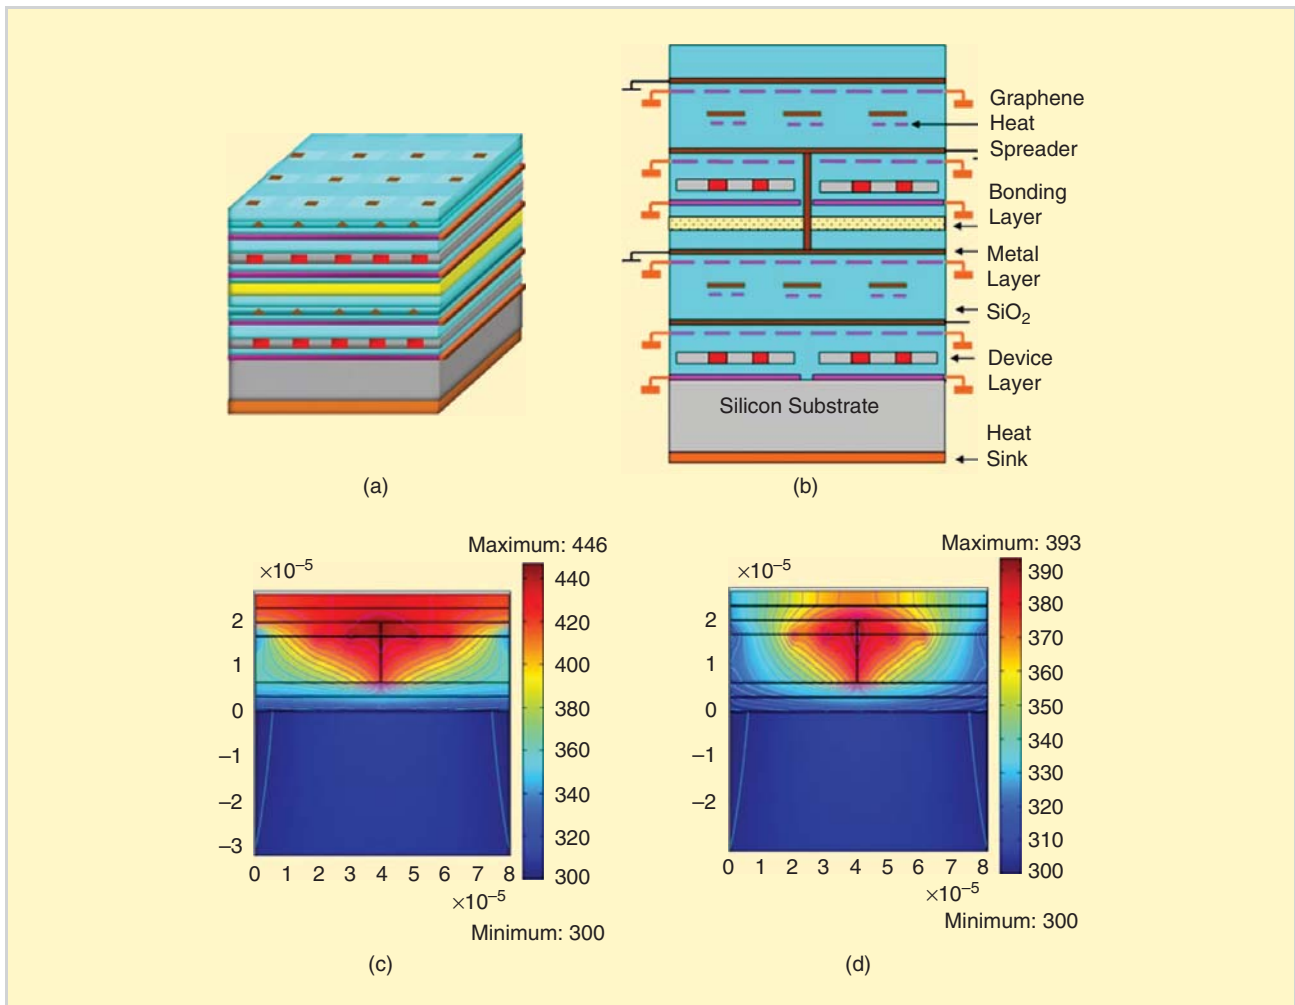 Graphene
Heat
Spreader
Bonding
Layer
Metal
Layer
SiO₂
Device
Layer
Silicon Substrate
Heat
Sink
(a)
(b)
Maximum: 446
×10⁻⁵
440
420
400
380
360
340
320
300
2
1
0
–1
–2
–3
0 1 2 3 4 5 6 7 8
×10⁻⁵
Minimum: 300
(c)
Maximum: 393
×10⁻⁵
390
380
370
360
350
340
330
320
310
300
2
1
0
–1
–2
0 1 2 3 4 5 6 7 8
×10⁻⁵
Minimum: 300
(d)